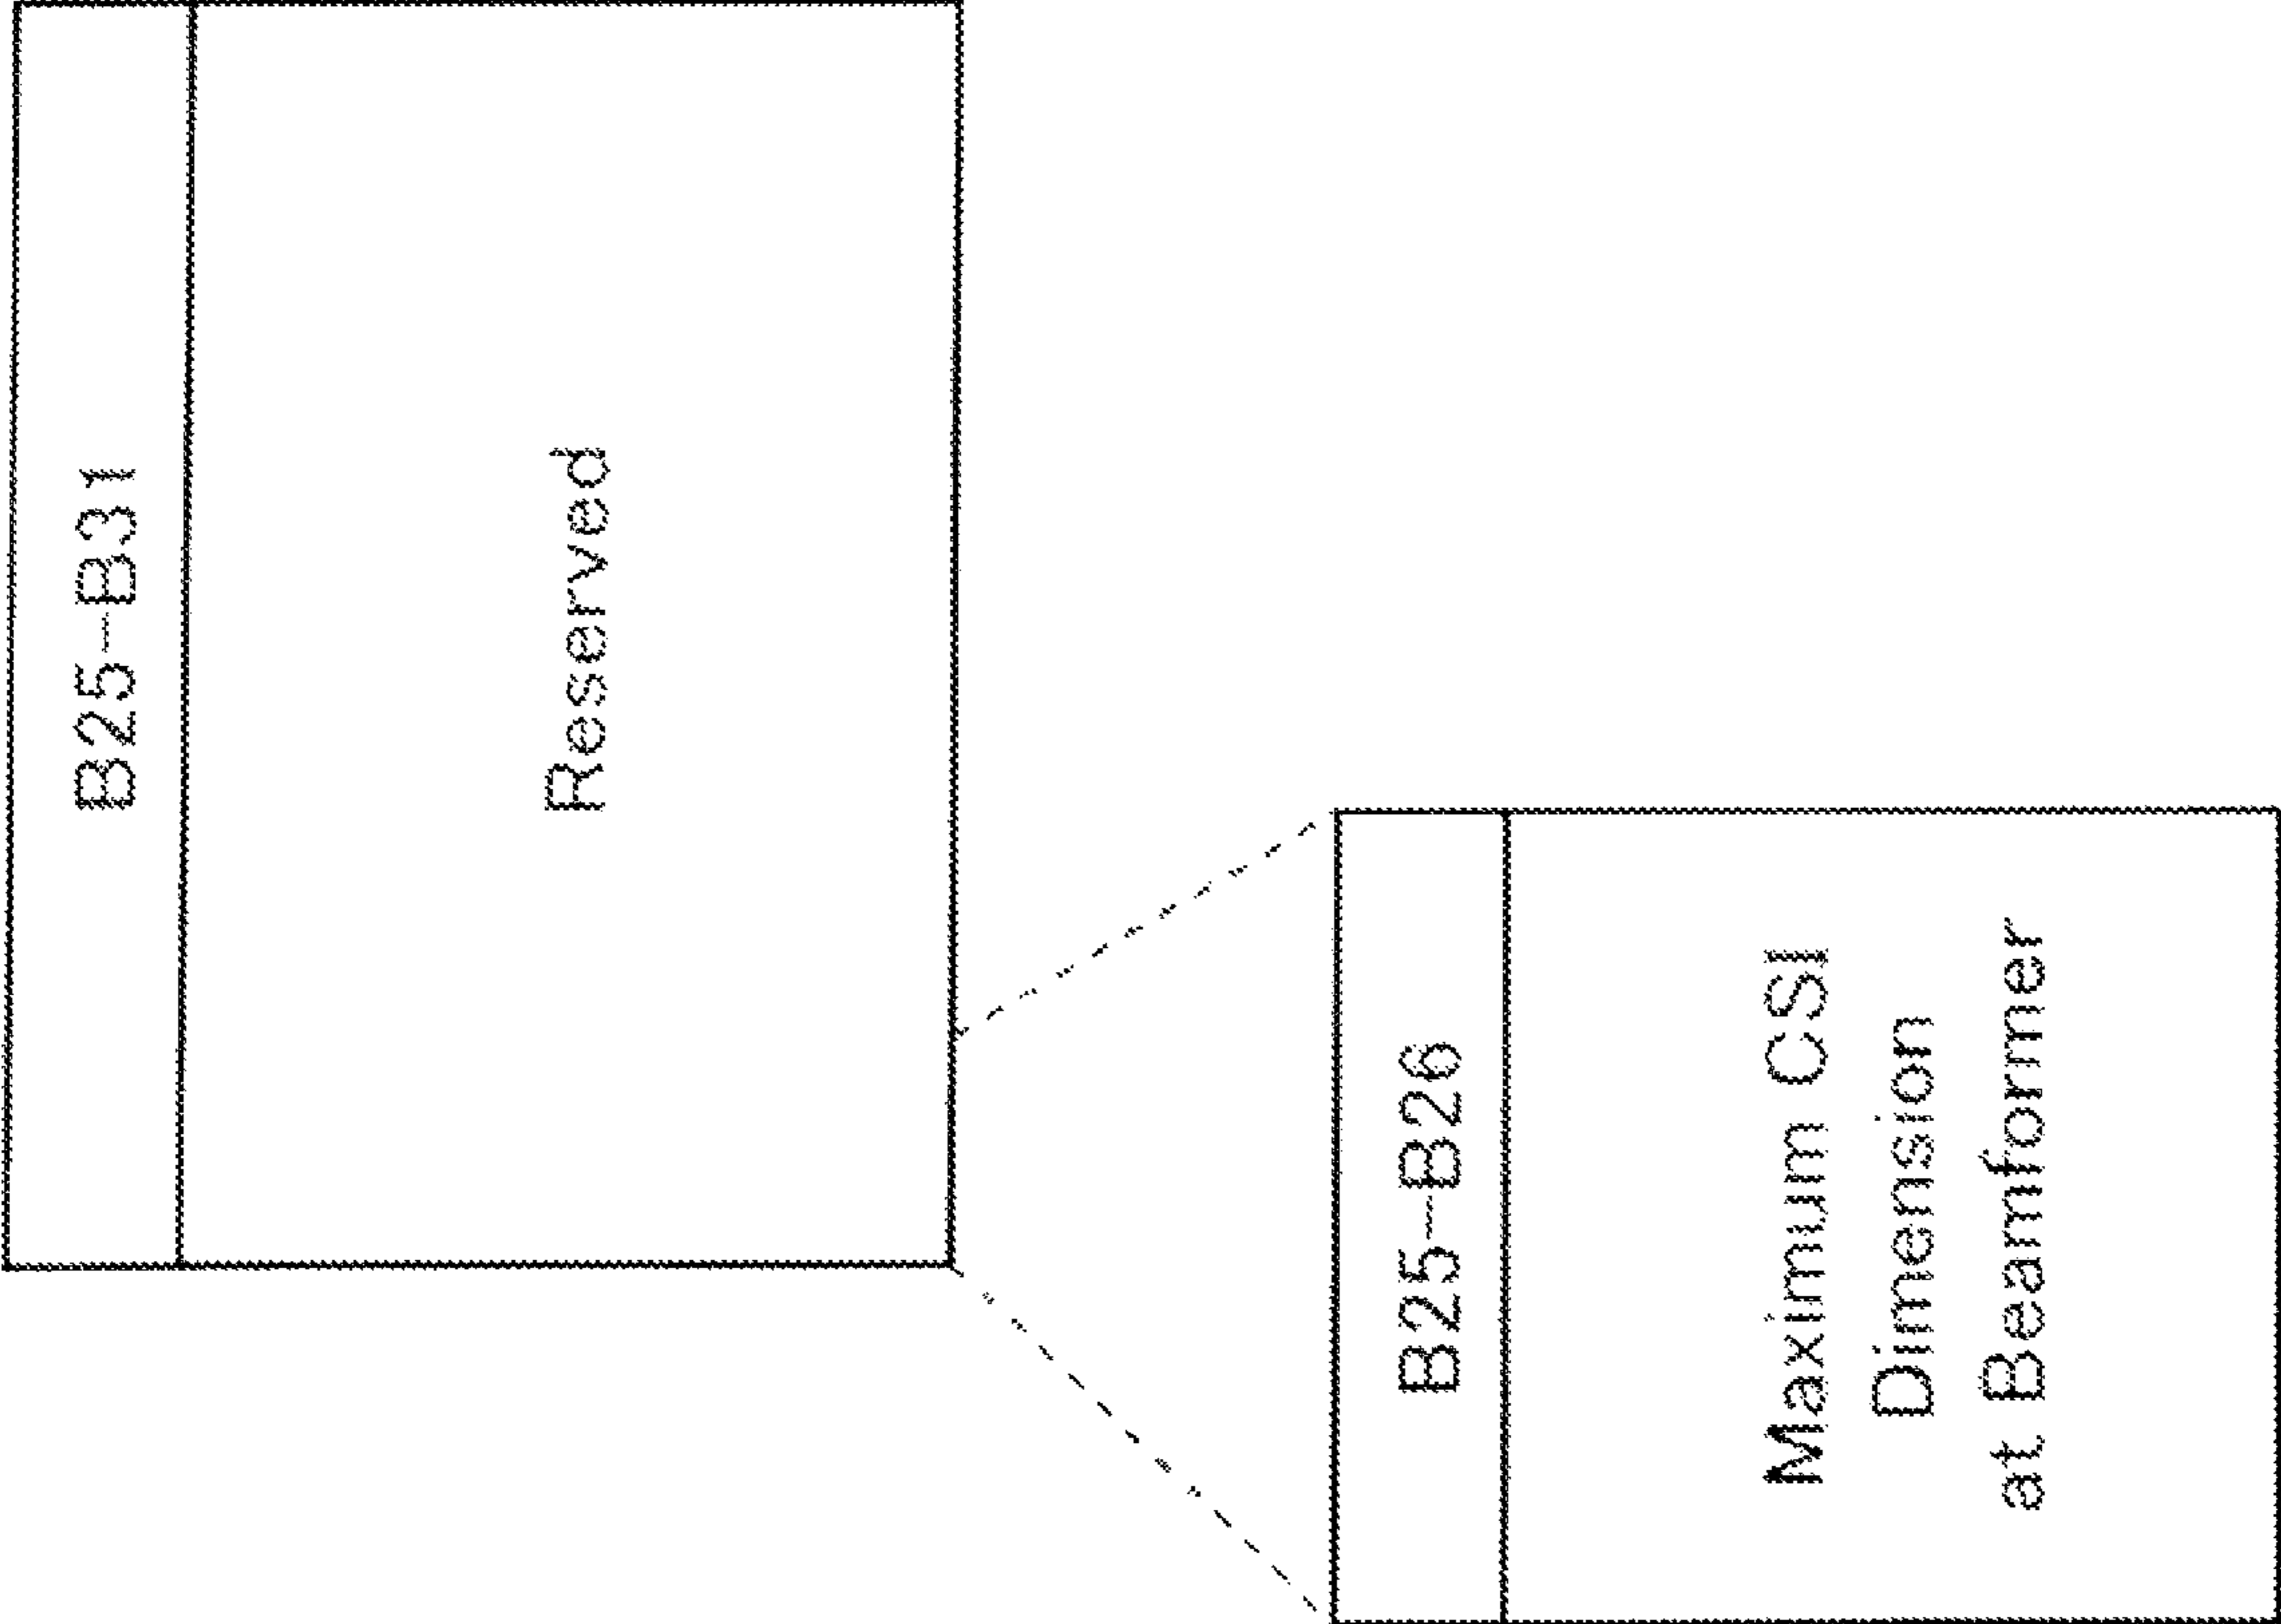 B25-B31
Reserved
B25-B26
Maximum CSI
Dimension
at Beamformer